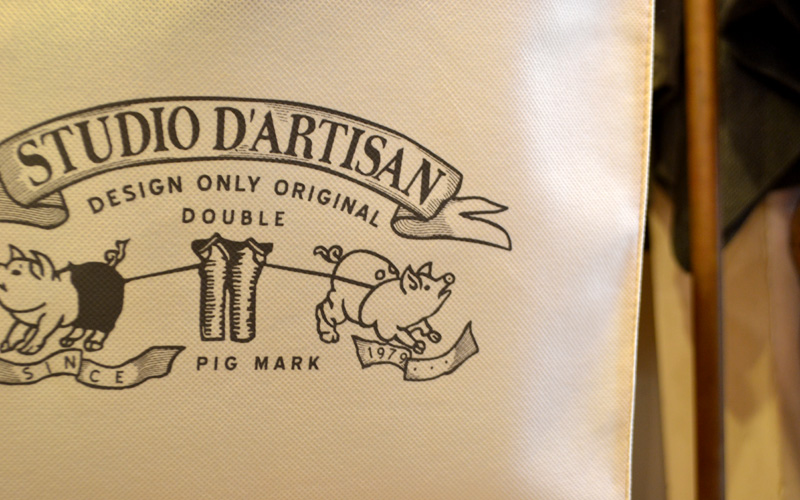 STUDIO D'ARTISAN
DESIGN ONLY ORIGINAL
DOUBLE
PIG MARK
SINCE
1979